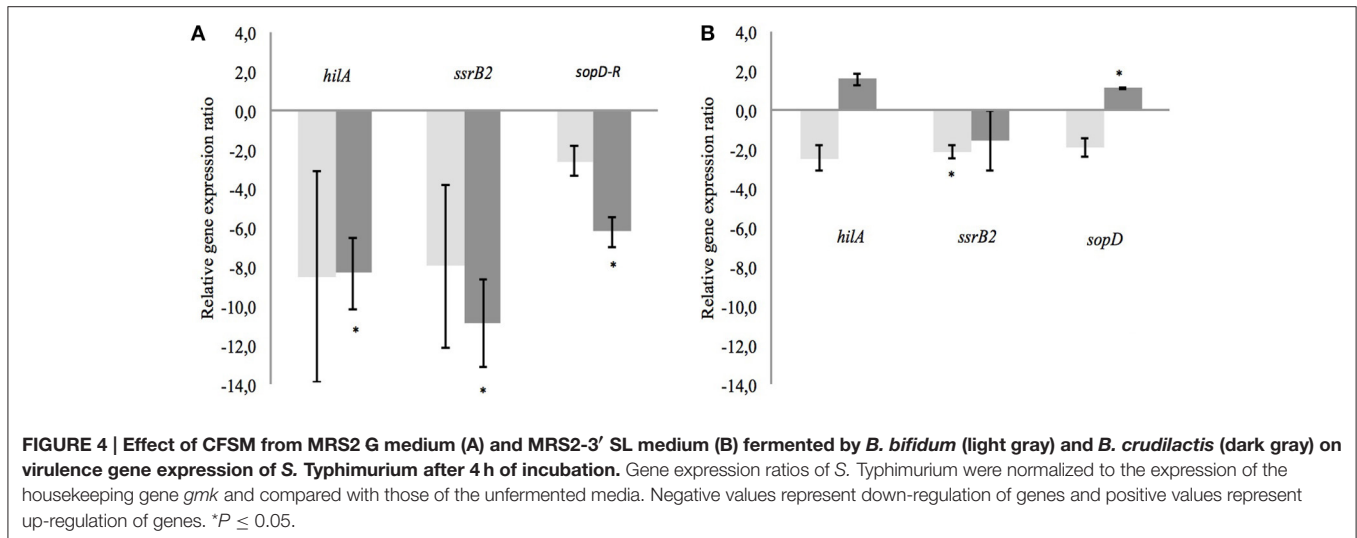 A
Relative gene expression ratio
4,0
2,0
0,0
-2,0
-4,0
-6,0
-8,0
-10,0
-12,0
-14,0
hilA
ssrB2
sopD-R
*
*
*
B
Relative gene expression ratio
4,0
2,0
0,0
-2,0
-4,0
-6,0
-8,0
-10,0
-12,0
-14,0
*
*
hilA
ssrB2
sopD
FIGURE 4 | Effect of CFSM from MRS2 G medium (A) and MRS2-3′ SL medium (B) fermented by B. bifidum (light gray) and B. crudilactis (dark gray) on
virulence gene expression of S. Typhimurium after 4 h of incubation. Gene expression ratios of S. Typhimurium were normalized to the expression of the
housekeeping gene gmk and compared with those of the unfermented media. Negative values represent down-regulation of genes and positive values represent
up-regulation of genes. *P ≤ 0.05.